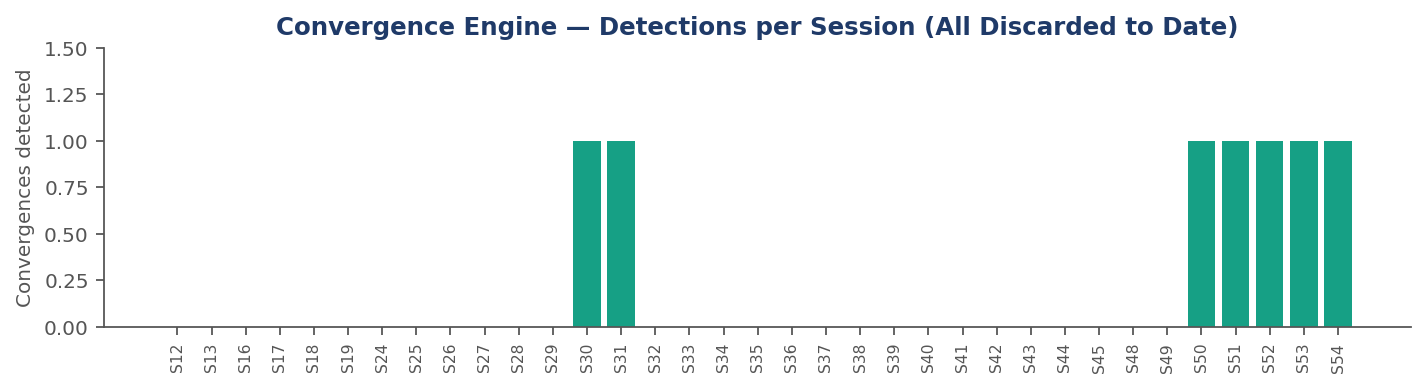 Convergence Engine — Detections per Session (All Discarded to Date)
Convergences detected
1.50
1.25
1.00
0.75
0.50
0.25
0.00
S12 S13 S16 S17 S18 S19 S24 S25 S26 S27 S28 S29 S30 S31 S32 S33 S34 S35 S36 S37 S38 S39 S40 S41 S42 S43 S44 S45 S48 S49 S50 S51 S52 S53 S54